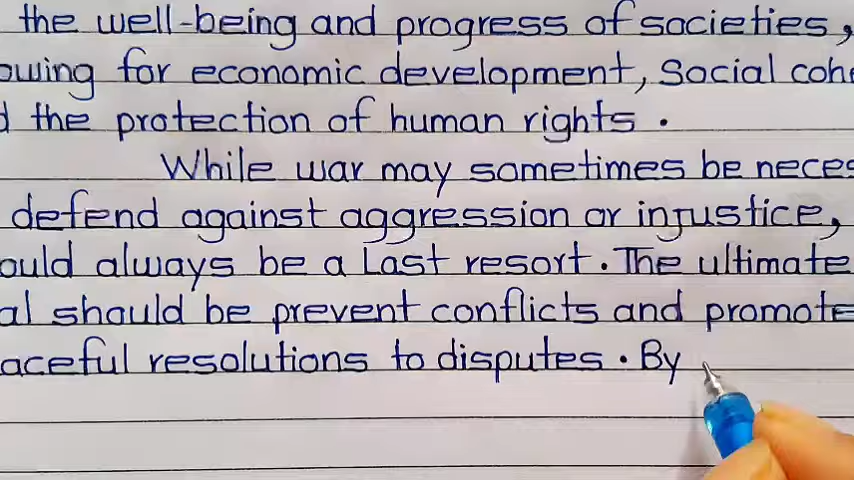 the well-being and progress of societies,
owing for economic development, Social cohe
d the protection of human rights.
While war may sometimes be neces
defend against aggression or injustice,
ould always be a Last resort. The ultimate
al should be prevent conflicts and promote
aceful resolutions to disputes. By